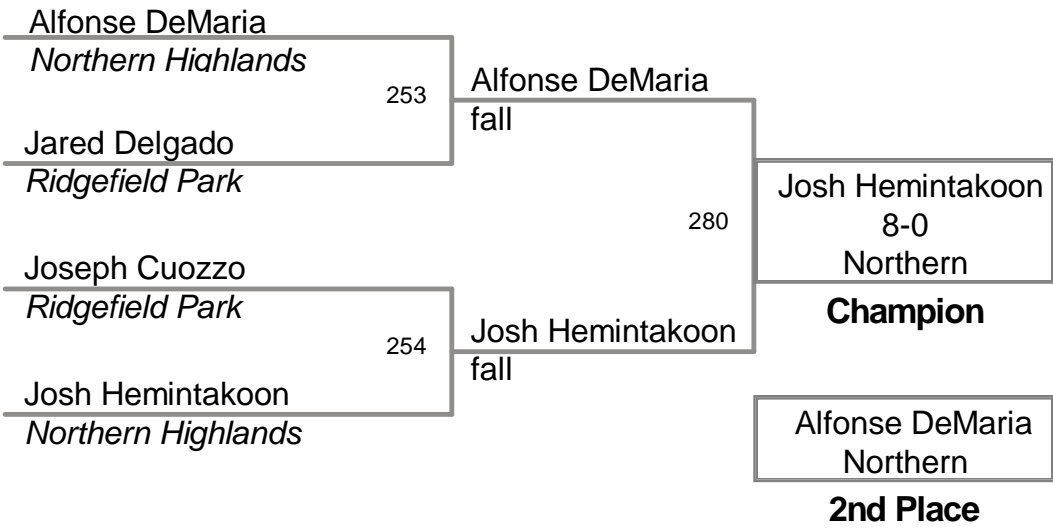 Alfonse DeMaria
Northern Highlands
253
Alfonse DeMaria
fall
Jared Delgado
Ridgefield Park
280
Josh Hemintakoon
8-0
Northern
Champion
Joseph Cuozzo
Ridgefield Park
254
Josh Hemintakoon
fall
Josh Hemintakoon
Northern Highlands
Alfonse DeMaria
Northern
2nd Place